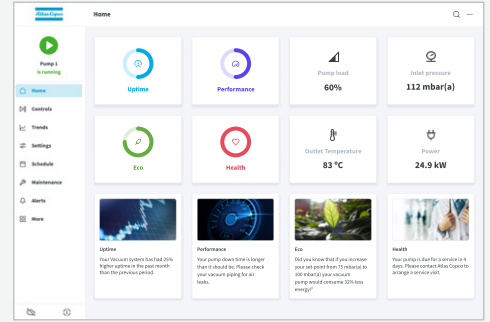 Atlas Copco
Home
Pump 1
is running
Home
Controls
Trends
Settings
Schedule
Maintenance
Alerts
More
Uptime
Performance
Pump load
60%
Inlet pressure
112 mbar(a)
Eco
Health
Outlet Temperature
83 °C
Power
24.9 kW
Uptime
Your Vacuum system has had 25%
higher uptime in the past month
than the previous period.
Performance
Your pump down time is longer
than it should be. Please check
your vacuum piping for air
leaks.
Eco
Did you know that if you increase
your set-point from 75 mbar(a) to
100 mbar(a) your vacuum
pump would consume 32% less
energy?
Health
Your pump is due for a service in 4
days. Please contact Atlas Copco to
arrange a service visit.